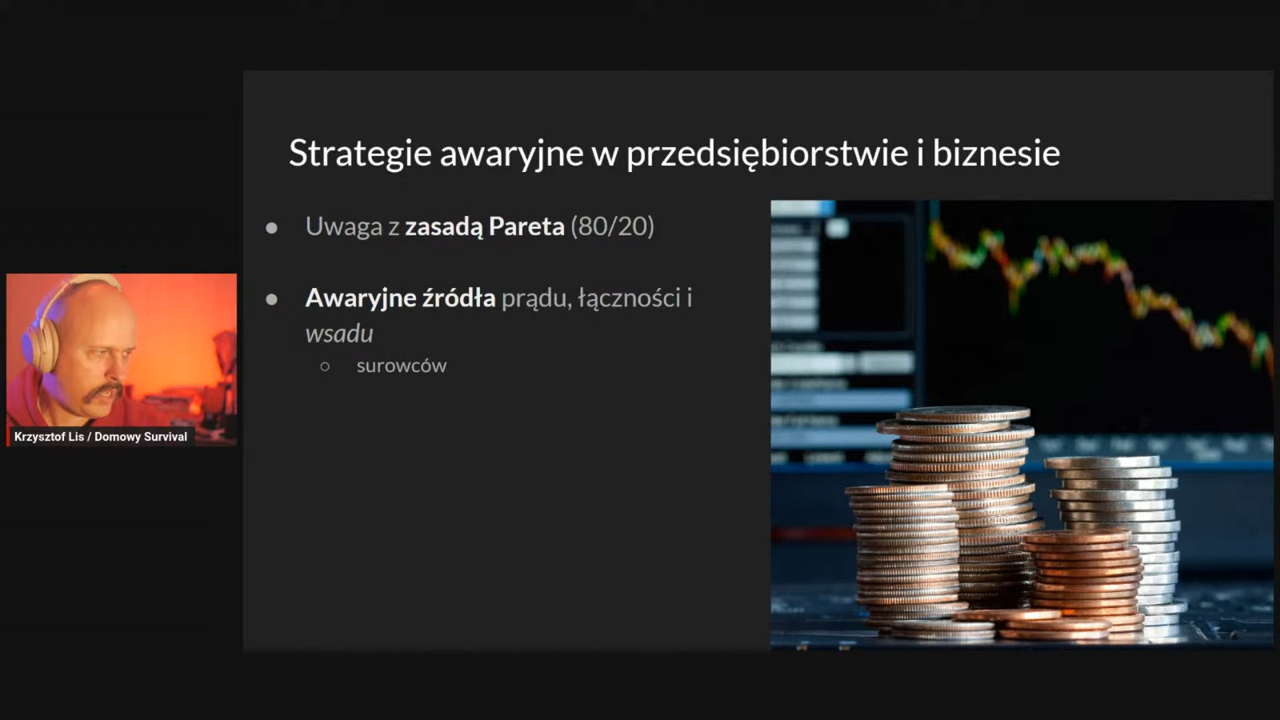 Strategie awaryjne w przedsiębiorstwie i biznesie
● Uwaga z zasadą Pareta (80/20)
● Awaryjne źródła prądu, łączności i
wsadu
○ surowców
Krzysztof Lis / Domowy Survival